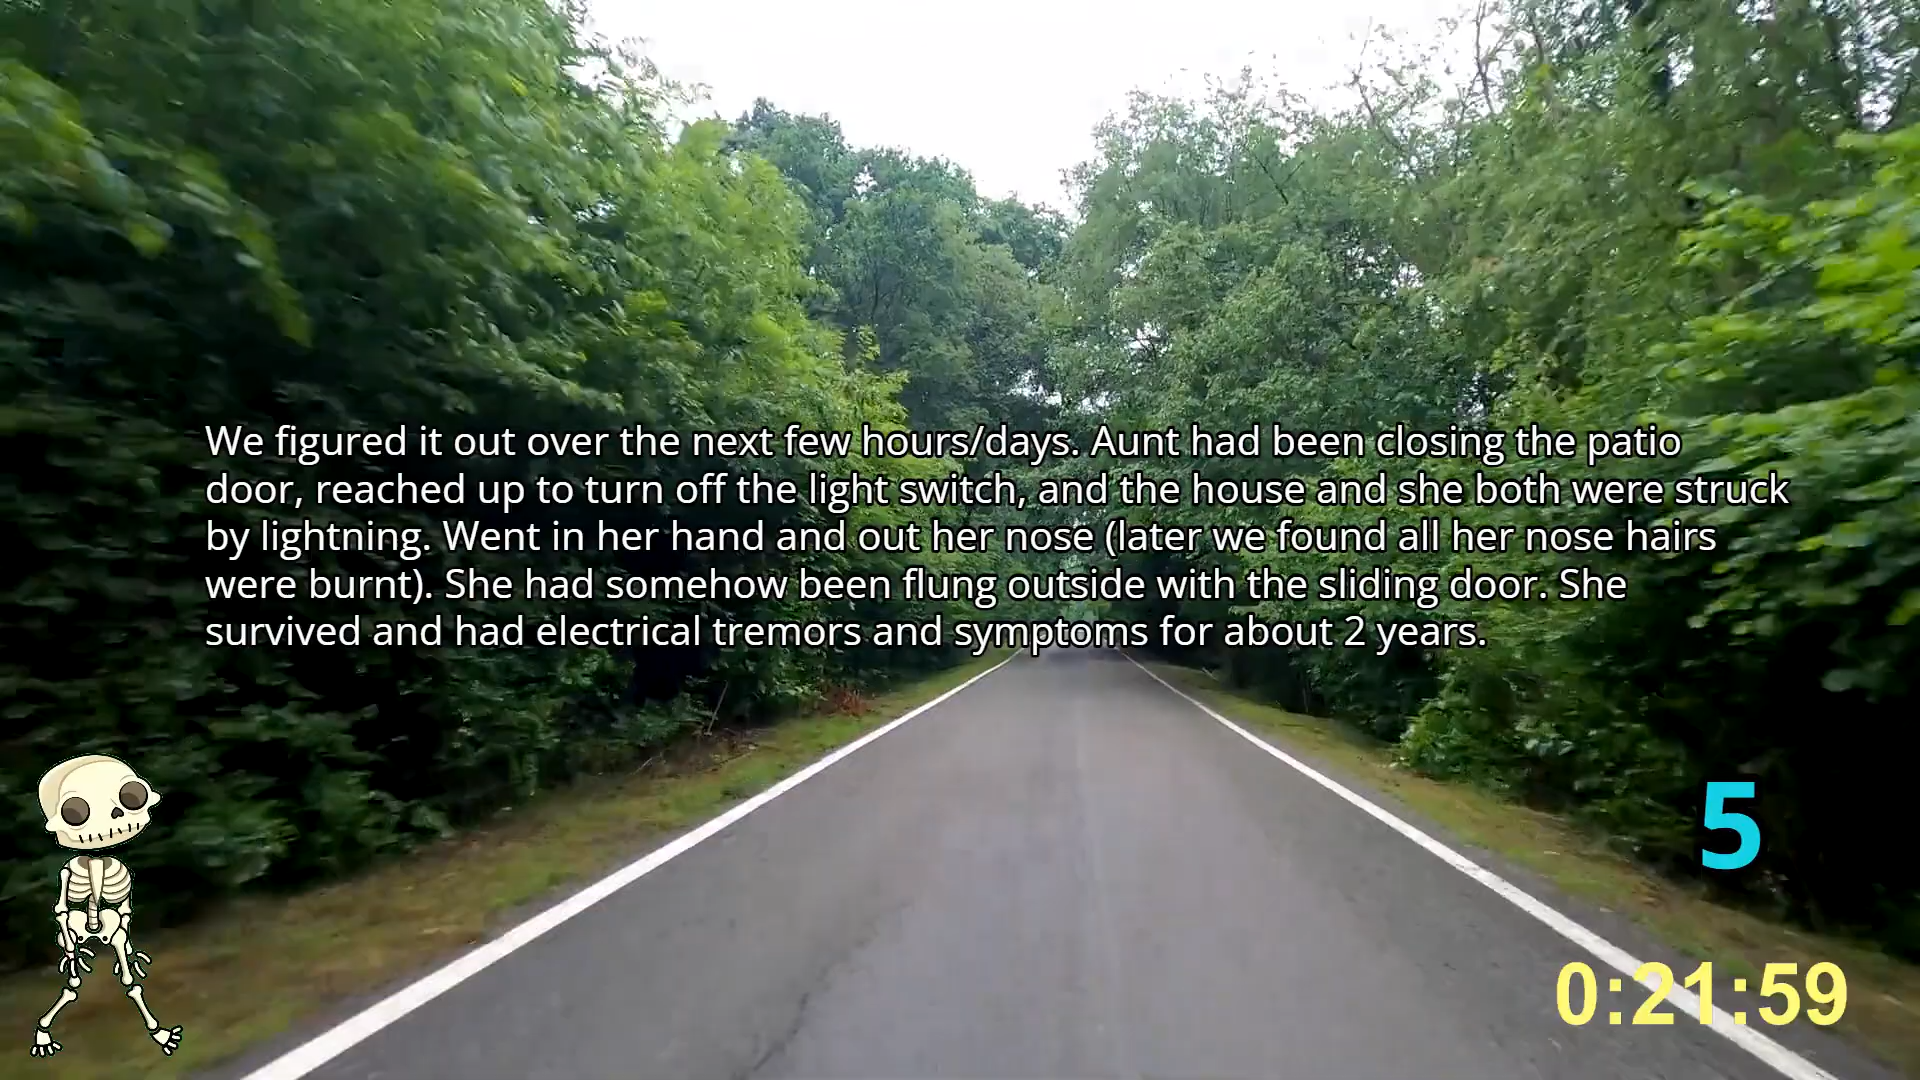 We figured it out over the next few hours/days. Aunt had been closing the patio
door, reached up to turn off the light switch, and the house and she both were struck
by lightning. Went in her hand and out her nose (later we found all her nose hairs
were burnt). She had somehow been flung outside with the sliding door. She
survived and had electrical tremors and symptoms for about 2 years.
5
0:21:59